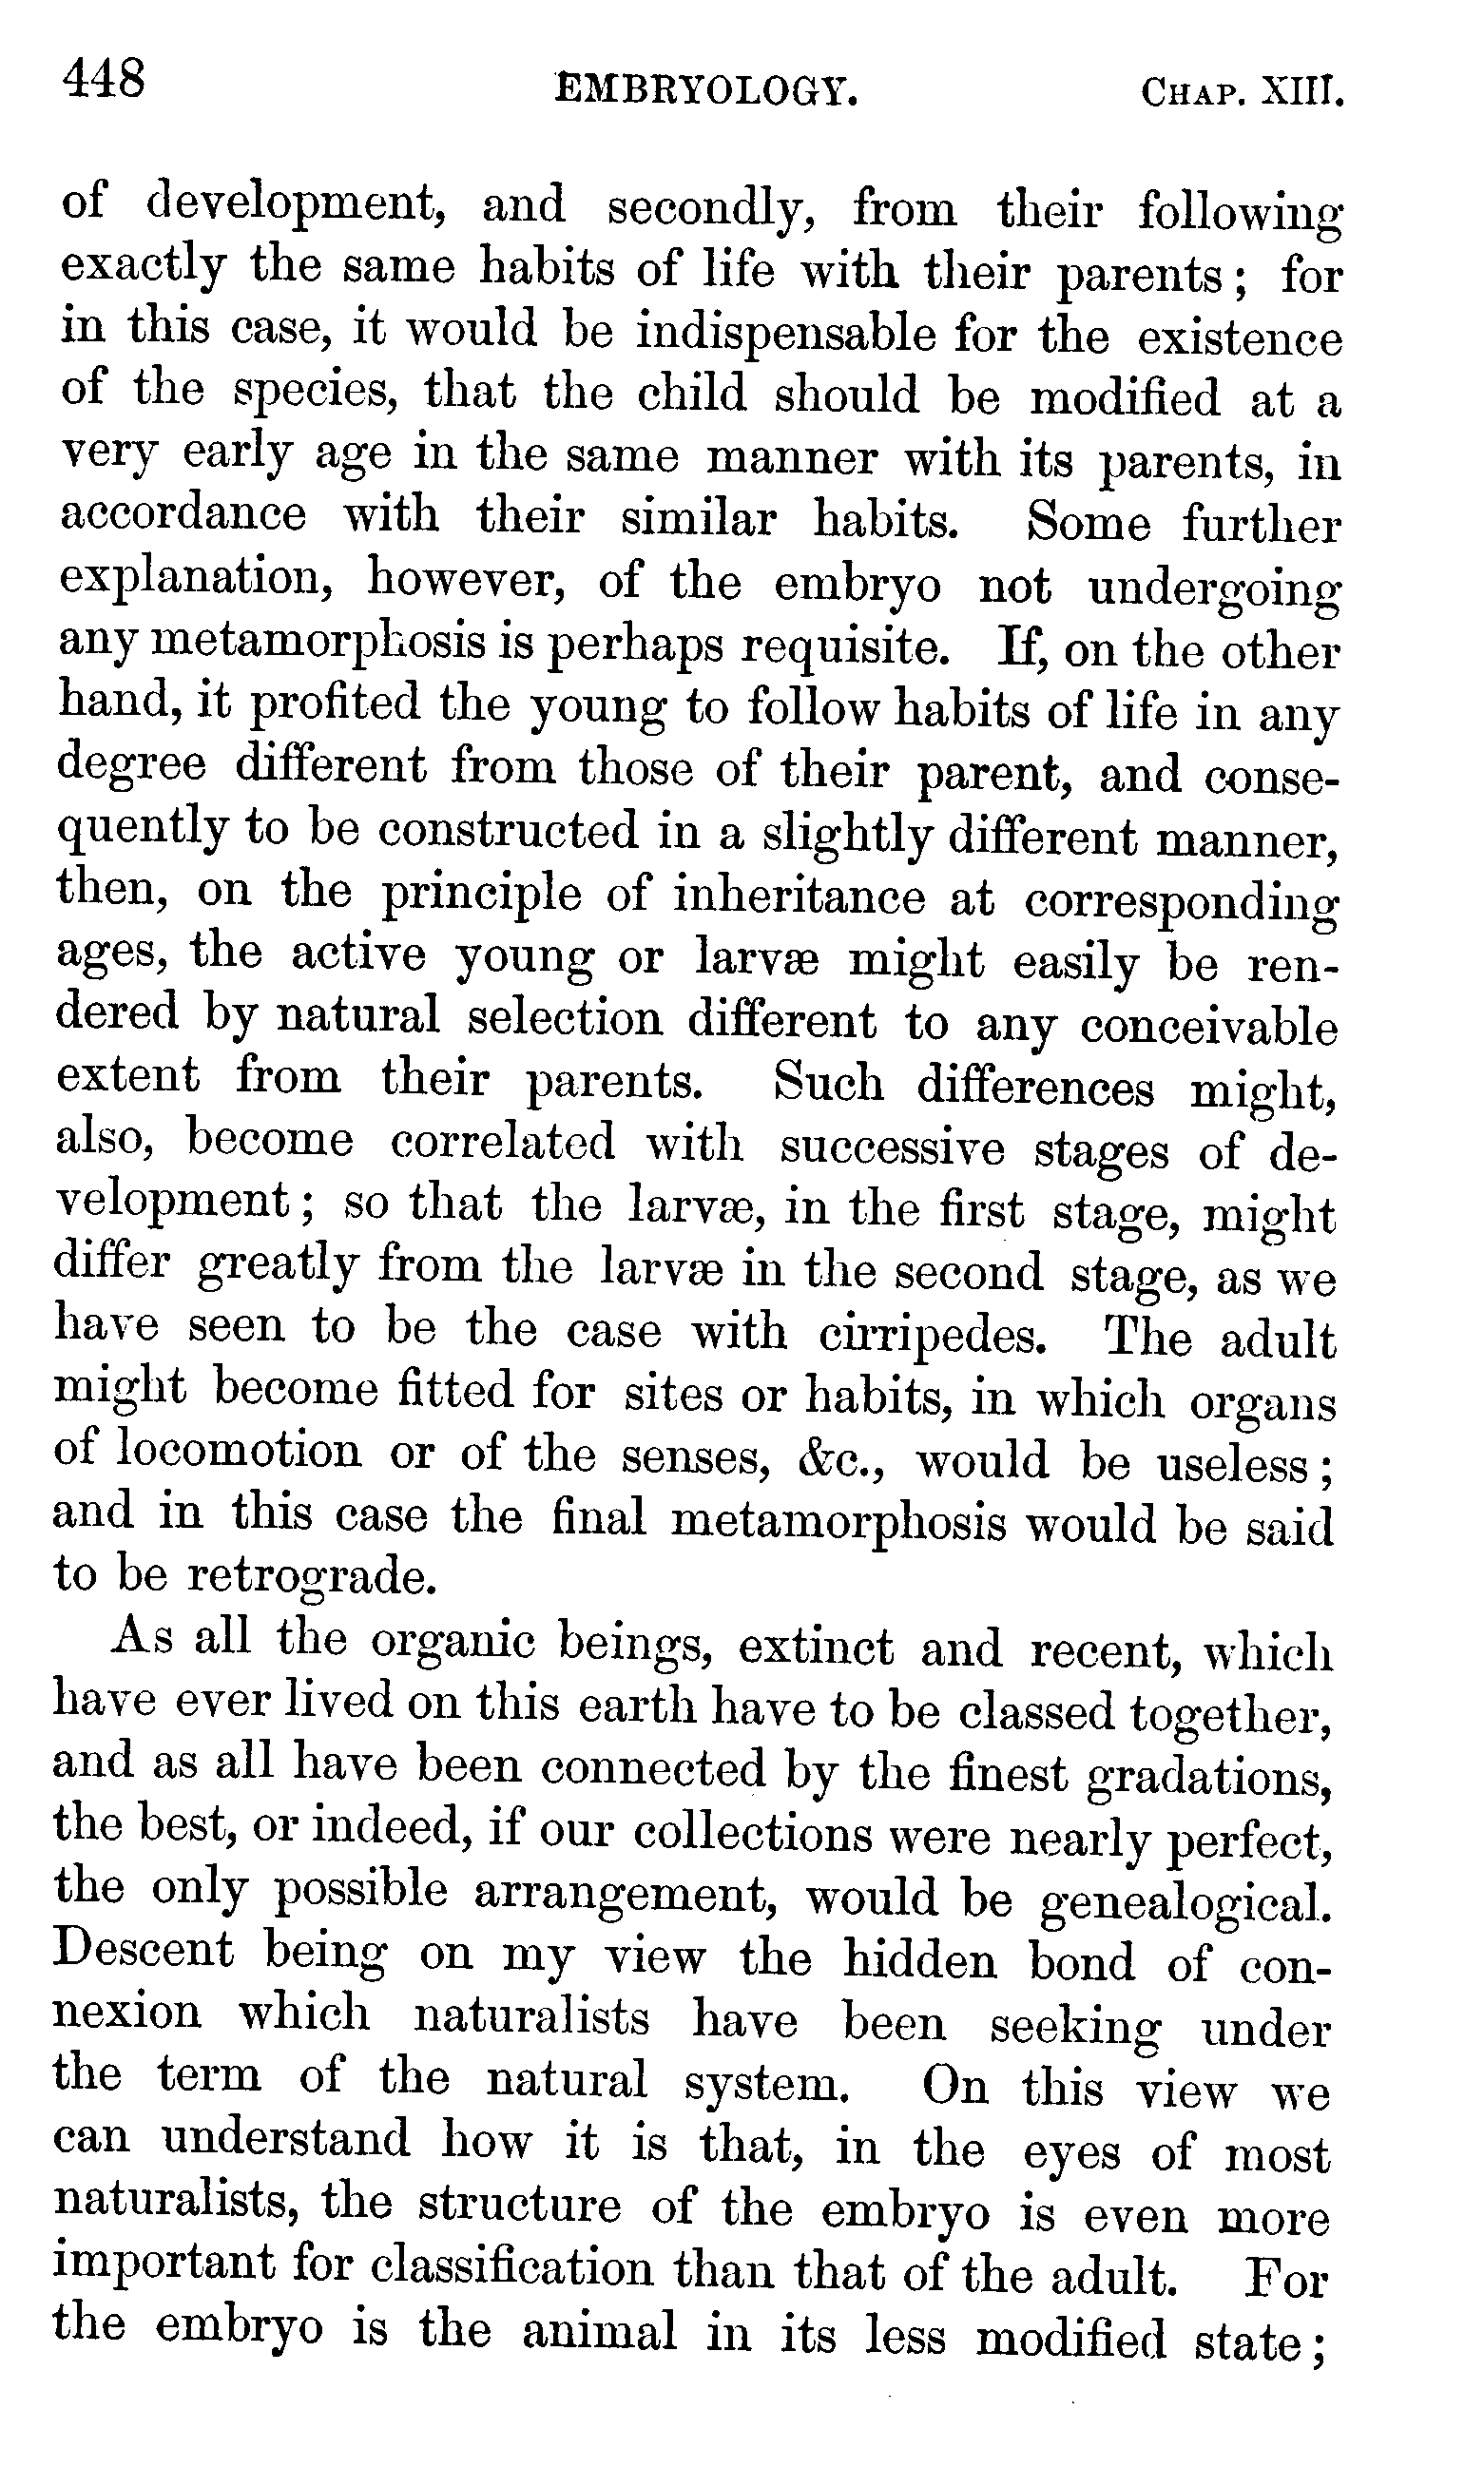 448 EMBRYOLOGY. CHAP. XIII.
of development, and secondly, from their following
exactly the same habits of life with their parents; for
in this case, it would be indispensable for the existence
of the species, that the child should be modified at a
very early age in the same manner with its parents, in
accordance with their similar habits. Some further
explanation, however, of the embryo not undergoing
any metamorphosis is perhaps requisite. If, on the other
hand, it profited the young to follow habits of life in any
degree different from those of their parent, and conse-
quently to be constructed in a slightly different manner,
then, on the principle of inheritance at corresponding
ages, the active young or larvæ might easily be ren-
dered by natural selection different to any conceivable
extent from their parents. Such differences might,
also, become correlated with successive stages of de-
velopment; so that the larvæ, in the first stage, might
differ greatly from the larvæ in the second stage, as we
have seen to be the case with cirripedes. The adult
might become fitted for sites or habits, in which organs
of locomotion or of the senses, &c., would be useless;
and in this case the final metamorphosis would be said
to be retrograde.
As all the organic beings, extinct and recent, which
have ever lived on this earth have to be classed together,
and as all have been connected by the finest gradations,
the best, or indeed, if our collections were nearly perfect,
the only possible arrangement, would be genealogical.
Descent being on my view the hidden bond of con-
nexion which naturalists have been seeking under
the term of the natural system. On this view we
can understand how it is that, in the eyes of most
naturalists, the structure of the embryo is even more
important for classification than that of the adult. For
the embryo is the animal in its less modified state;